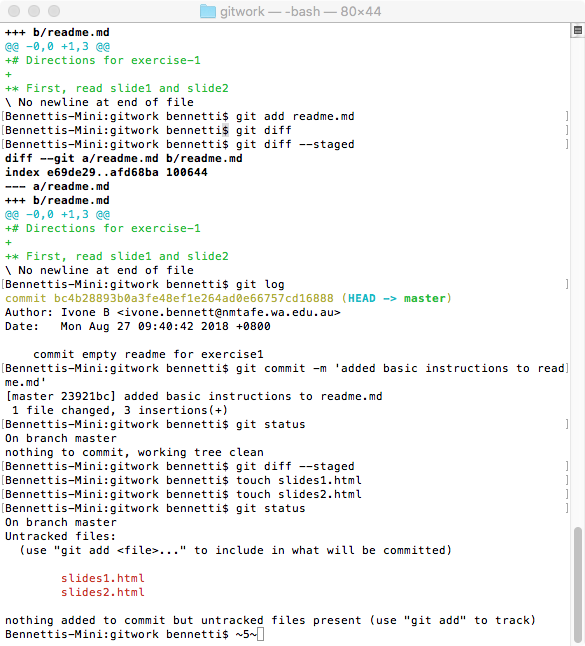 gitwork — -bash — 80×44
+++ b/readme.md
@@ -0,0 +1,3 @@
+# Directions for exercise-1
+
+* First, read slide1 and slide2
\ No newline at end of file
[Bennettis-Mini:gitwork bennetti$ git add readme.md ]
[Bennettis-Mini:gitwork bennetti$ git diff ]
[Bennettis-Mini:gitwork bennetti$ git diff --staged ]
diff --git a/readme.md b/readme.md
index e69de29..afd68ba 100644
--- a/readme.md
+++ b/readme.md
@@ -0,0 +1,3 @@
+# Directions for exercise-1
+
+* First, read slide1 and slide2
\ No newline at end of file
[Bennettis-Mini:gitwork bennetti$ git log ]
commit bc4b28893b0a3fe48ef1e264ad0e66757cd16888 (HEAD -> master)
Author: Ivone B <ivone.bennett@nmtafe.wa.edu.au>
Date:   Mon Aug 27 09:40:42 2018 +0800
    commit empty readme for exercise1
[Bennettis-Mini:gitwork bennetti$ git commit -m 'added basic instructions to read]
me.md'
[master 23921bc] added basic instructions to readme.md
 1 file changed, 3 insertions(+)
[Bennettis-Mini:gitwork bennetti$ git status ]
On branch master
nothing to commit, working tree clean
[Bennettis-Mini:gitwork bennetti$ git diff --staged ]
[Bennettis-Mini:gitwork bennetti$ touch slides1.html ]
[Bennettis-Mini:gitwork bennetti$ touch slides2.html ]
[Bennettis-Mini:gitwork bennetti$ git status ]
On branch master
Untracked files:
  (use "git add <file>..." to include in what will be committed)
        slides1.html
        slides2.html
nothing added to commit but untracked files present (use "git add" to track)
Bennettis-Mini:gitwork bennetti$ ~5~